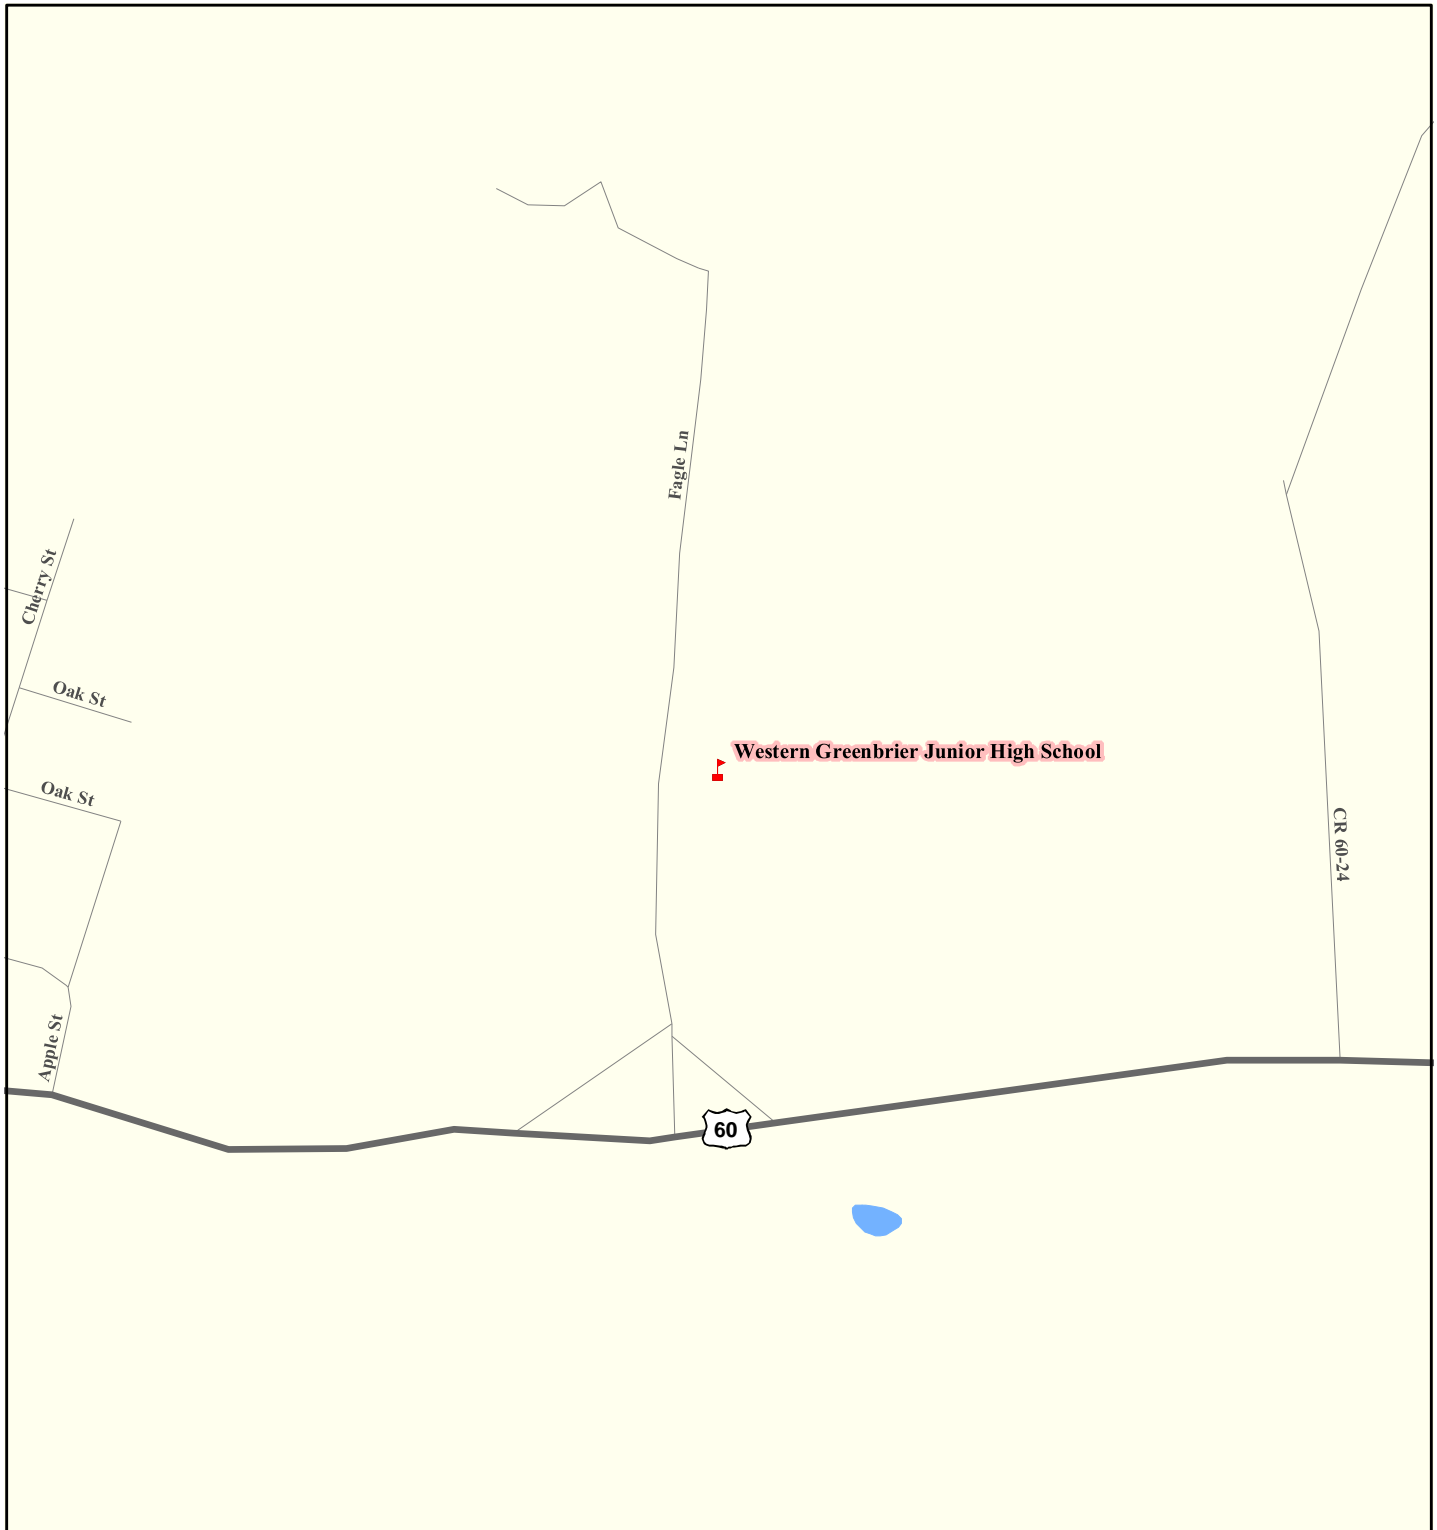 Fagle Ln
Cherry St
Oak St
Western Greenbrier Junior High School
Oak St
CR 60-24
Apple St
60